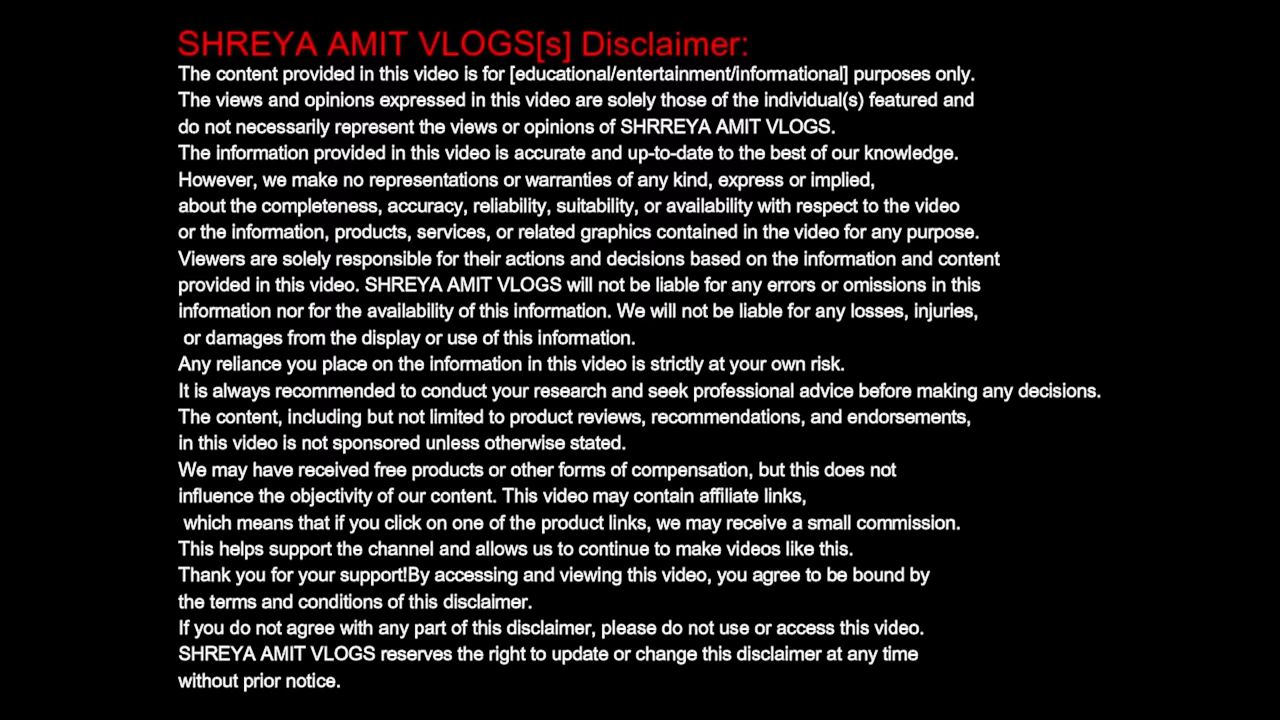 SHREYA AMIT VLOGS[s] Disclaimer:
The content provided in this video is for [educational/entertainment/informational] purposes only.
The views and opinions expressed in this video are solely those of the individual(s) featured and
do not necessarily represent the views or opinions of SHRREYA AMIT VLOGS.
The information provided in this video is accurate and up-to-date to the best of our knowledge.
However, we make no representations or warranties of any kind, express or implied,
about the completeness, accuracy, reliability, suitability, or availability with respect to the video
or the information, products, services, or related graphics contained in the video for any purpose.
Viewers are solely responsible for their actions and decisions based on the information and content
provided in this video. SHREYA AMIT VLOGS will not be liable for any errors or omissions in this
information nor for the availability of this information. We will not be liable for any losses, injuries,
or damages from the display or use of this information.
Any reliance you place on the information in this video is strictly at your own risk.
It is always recommended to conduct your research and seek professional advice before making any decisions.
The content, including but not limited to product reviews, recommendations, and endorsements,
in this video is not sponsored unless otherwise stated.
We may have received free products or other forms of compensation, but this does not
influence the objectivity of our content. This video may contain affiliate links,
which means that if you click on one of the product links, we may receive a small commission.
This helps support the channel and allows us to continue to make videos like this.
Thank you for your support!By accessing and viewing this video, you agree to be bound by
the terms and conditions of this disclaimer.
If you do not agree with any part of this disclaimer, please do not use or access this video.
SHREYA AMIT VLOGS reserves the right to update or change this disclaimer at any time
without prior notice.